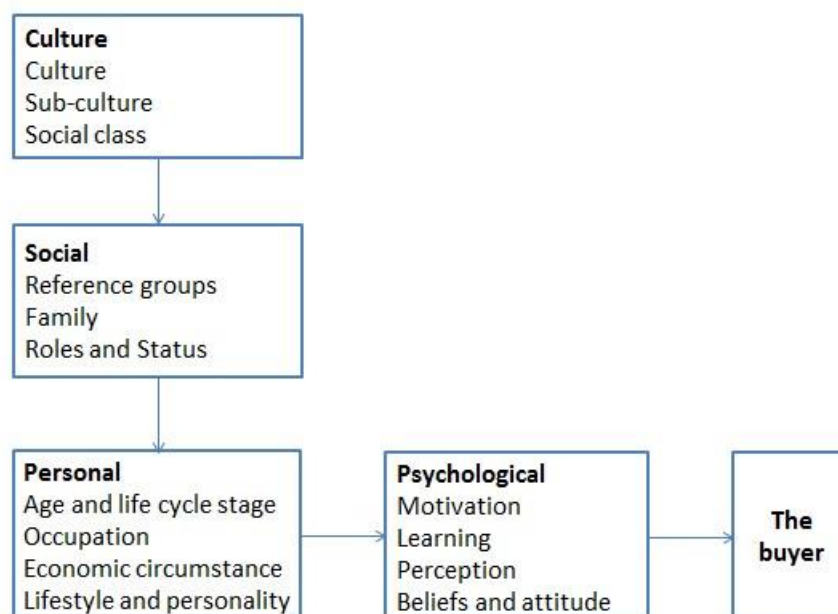 Culture
Culture
Sub-culture
Social class
Social
Reference groups
Family
Roles and Status
Personal
Age and life cycle stage
Occupation
Economic circumstance
Lifestyle and personality
Psychological
Motivation
Learning
Perception
Beliefs and attitude
The
buyer